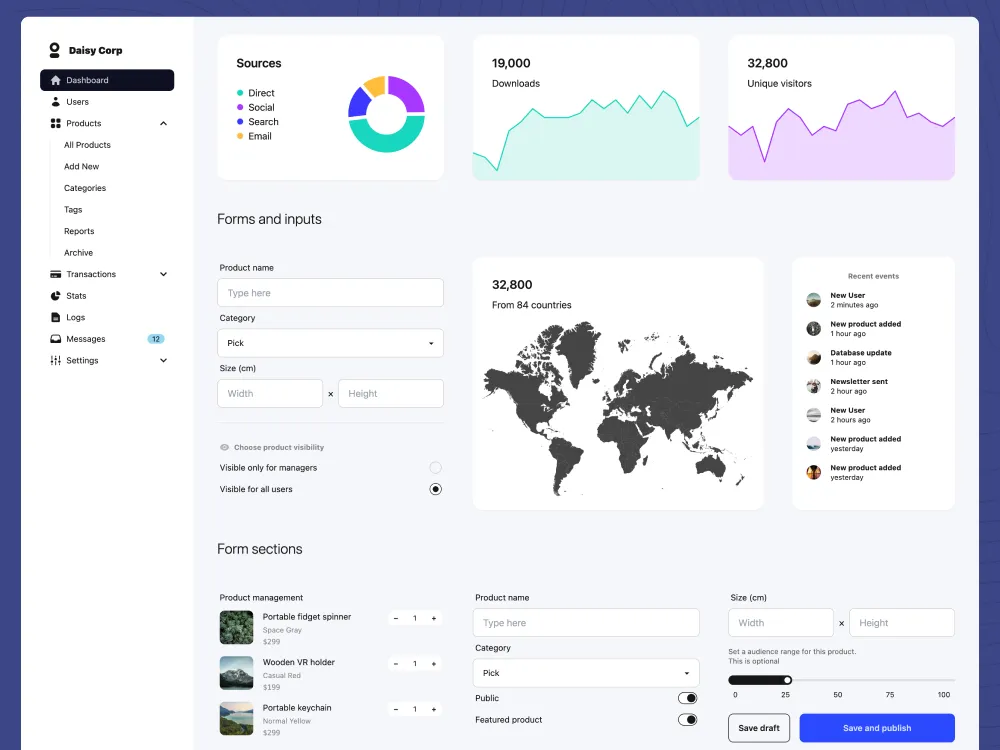 Daisy Corp
Dashboard
Users
Products
All Products
Add New
Categories
Tags
Reports
Archive
Transactions
Stats
Logs
Messages 12
Settings
Sources
Direct
Social
Search
Email
19,000
Downloads
32,800
Unique visitors
Forms and inputs
Product name
Type here
Category
Pick
Size (cm)
Width × Height
Choose product visibility
Visible only for managers
Visible for all users
32,800
From 84 countries
Recent events
New User
2 minutes ago
New product added
1 hour ago
Database update
1 hour ago
Newsletter sent
2 hour ago
New User
2 hours ago
New product added
yesterday
New product added
yesterday
Form sections
Product management
Portable fidget spinner
Space Gray
$299
− 1 +
Wooden VR holder
Casual Red
$199
− 1 +
Portable keychain
Normal Yellow
$299
− 1 +
Product name
Type here
Category
Pick
Public
Featured product
Size (cm)
Width × Height
Set a audience range for this product.
This is optional
0 25 50 75 100
Save draft
Save and publish